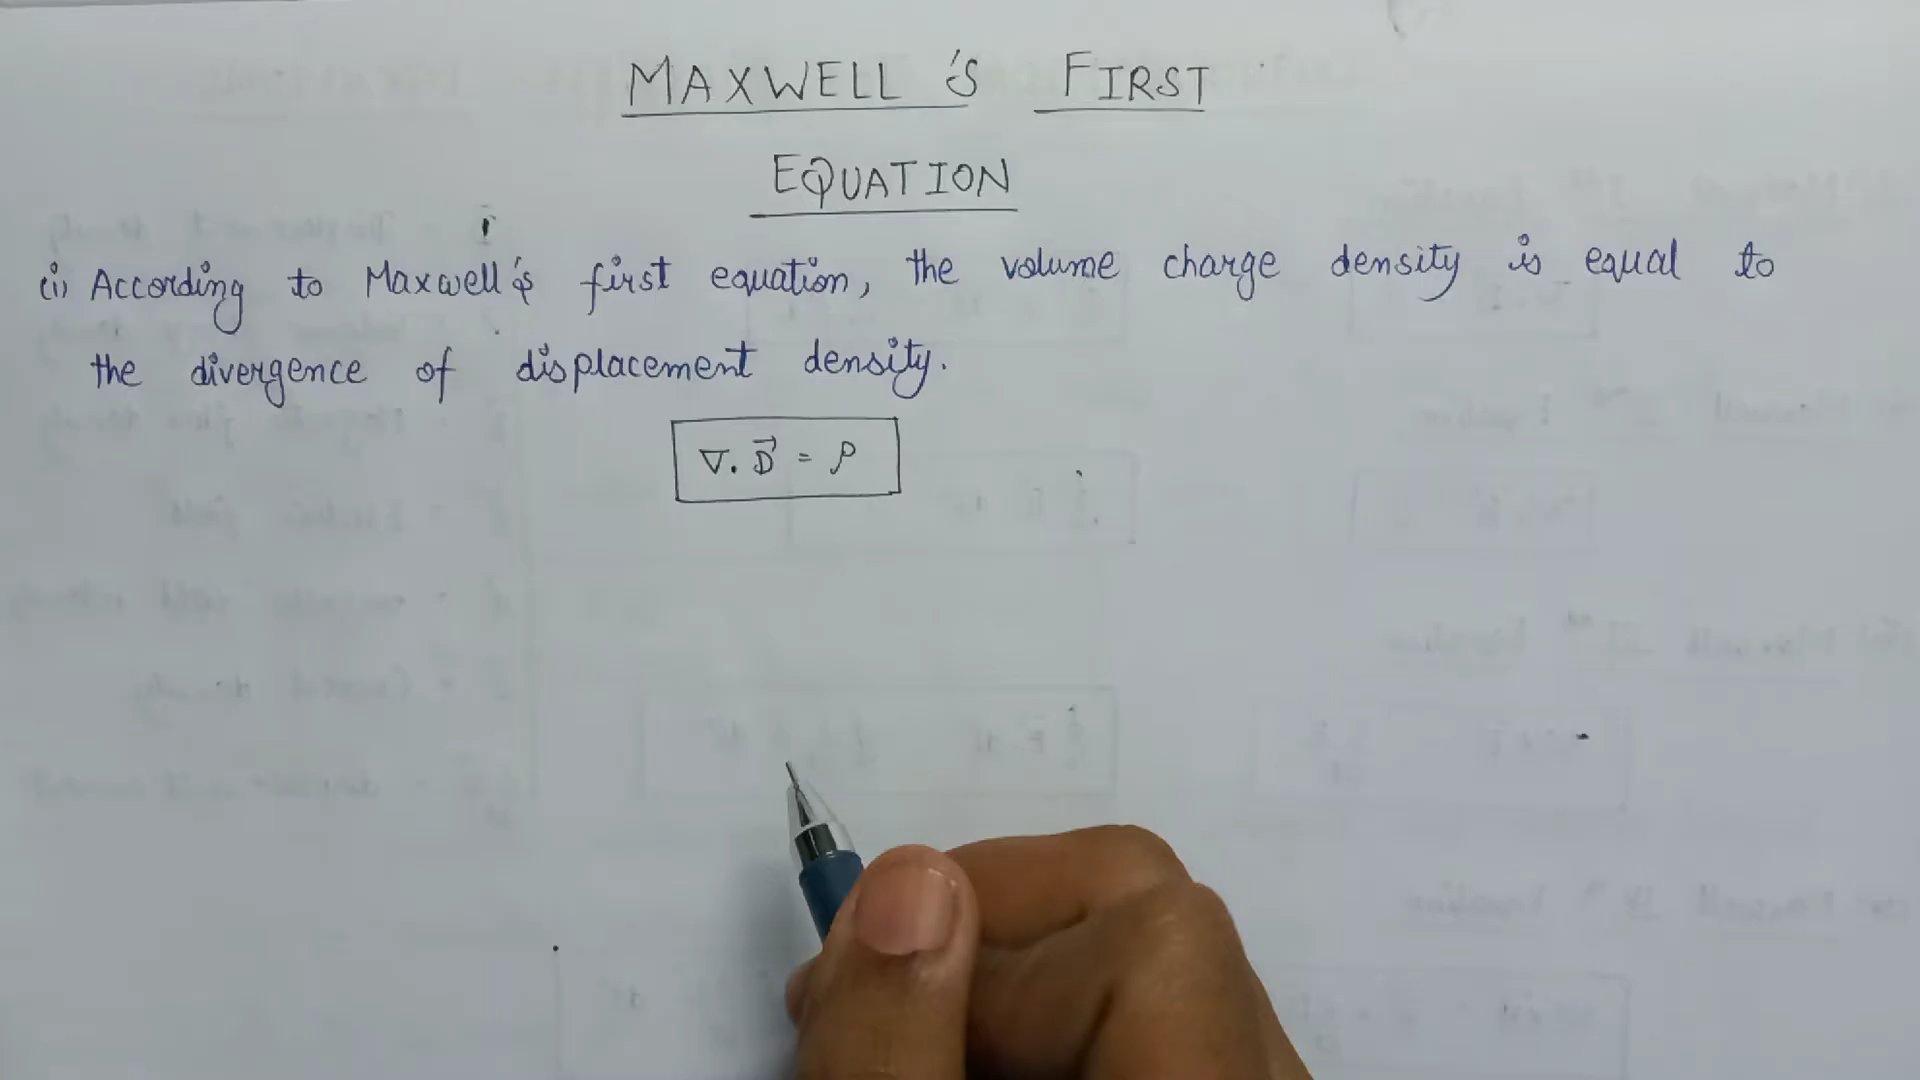 MAXWELL'S FIRST
EQUATION
(i) According to Maxwell's first equation, the volume charge density is equal to
the divergence of displacement density.
∇. D⃗ = ρ